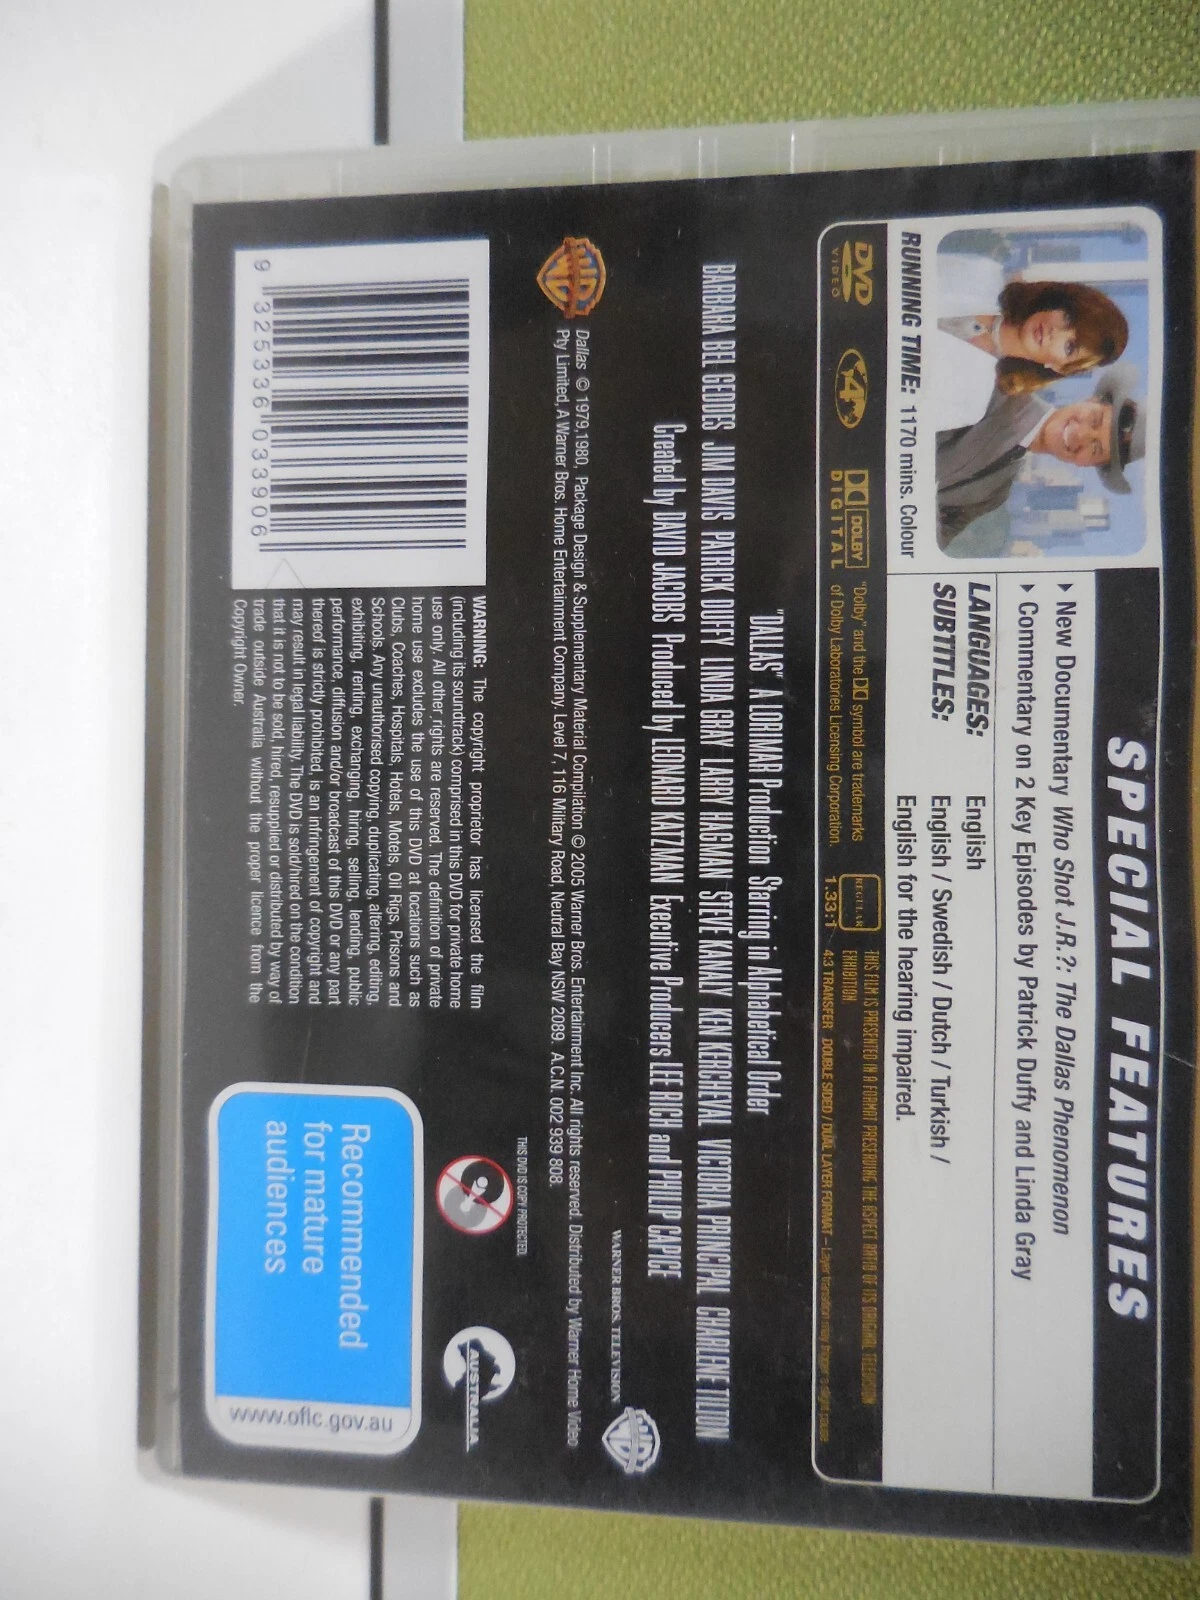 SPECIAL FEATURES
New Documentary Who Shot J.R.?: The Dallas Phenomenon
Commentary on 2 Key Episodes by Patrick Duffy and Linda Gray
LANGUAGES: English
SUBTITLES: English / Swedish / Dutch / Turkish /
English for the hearing impaired.
RUNNING TIME: 1170 mins. Colour
DVD
VIDEO
4
DOLBY
DIGITAL
"Dolby" and the DD symbol are trademarks
of Dolby Laboratories Licensing Corporation.
REGULAR
1.33:1
THIS FILM IS PRESENTED IN A FORMAT PRESERVING THE ASPECT RATIO OF ITS ORIGINAL TELEVISION
EXHIBITION.
4:3 TRANSFER DOUBLE SIDED / DUAL LAYER FORMAT – Layer transition may trigger a slight pause
"DALLAS" A LORIMAR Production Starring in Alphabetical Order
BARBARA BEL GEDDES JIM DAVIS PATRICK DUFFY LINDA GRAY LARRY HAGMAN STEVE KANALY KEN KERCHEVAL VICTORIA PRINCIPAL CHARLENE TILTON
Created by DAVID JACOBS Produced by LEONARD KATZMAN Executive Producers LEE RICH and PHILIP CAPICE
WARNER BROS. TELEVISION
WB
WB
Dallas © 1979,1980, Package Design & Supplementary Material Compilation © 2005 Warner Bros. Entertainment Inc. All rights reserved. Distributed by Warner Home Video
Pty Limited, A Warner Bros. Home Entertainment Company. Level 7, 116 Military Road, Neutral Bay NSW 2089. A.C.N. 002 939 808.
THIS DVD IS COPY PROTECTED.
AUSTRALIA
9 325336 033906
WARNING: The copyright proprietor has licensed the film
(including its soundtrack) comprised in this DVD for private home
use only. All other rights are reserved. The definition of private
home use excludes the use of this DVD at locations such as
Clubs, Coaches, Hospitals, Hotels, Motels, Oil Rigs, Prisons and
Schools. Any unauthorised copying, duplicating, altering, editing,
exhibiting, renting, exchanging, hiring, selling, lending, public
performance, diffusion and/or broadcast of this DVD or any part
thereof is strictly prohibited, is an infringement of copyright and
may result in legal liability. The DVD is sold/hired on the condition
that it is not to be sold, hired, resupplied or distributed by way of
trade outside Australia without the proper licence from the
Copyright Owner.
Recommended
for mature
audiences
www.oflc.gov.au